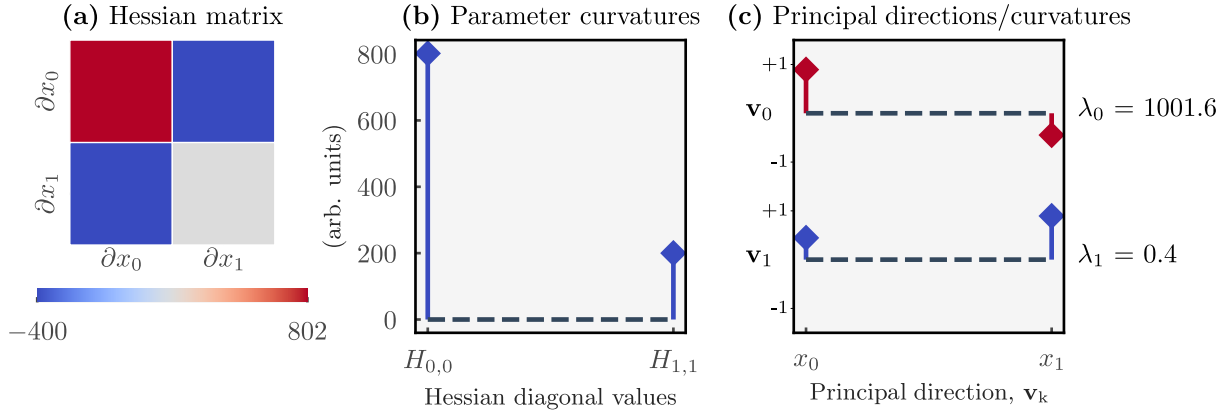 (a) Hessian matrix
∂x₀
∂x₁
∂x₀ ∂x₁
−400 802
(b) Parameter curvatures
(arb. units)
800
600
400
200
0
H₀,₀ H₁,₁
Hessian diagonal values
(c) Principal directions/curvatures
+1
v₀ λ₀ = 1001.6
-1
+1
v₁ λ₁ = 0.4
-1
x₀ x₁
Principal direction, vₖ